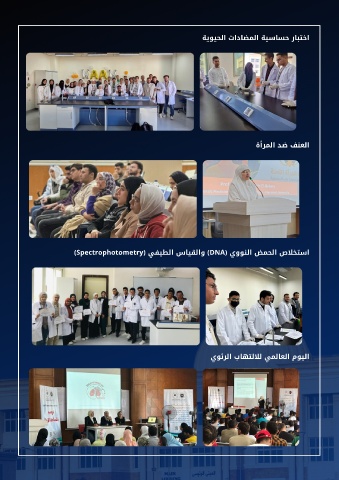 اختبار حساسية المضادات الحيوية
العنف ضد المرأة
استخلاص الحمض النووي (DNA) والقياس الطيفي (Spectrophotometry)
اليوم العالمي للالتهاب الرئوي